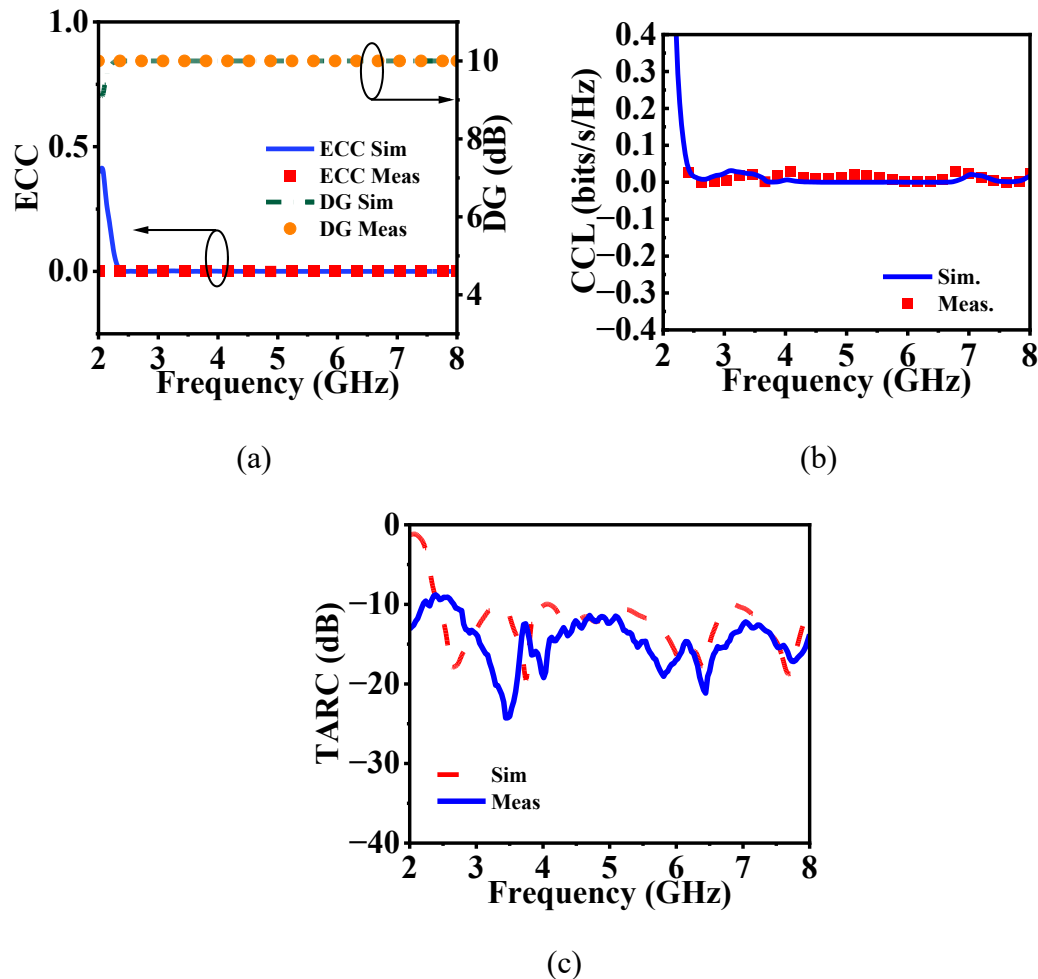 1.0
0.5
0.0
ECC
10
8
6
4
DG (dB)
ECC Sim
ECC Meas
DG Sim
DG Meas
2 3 4 5 6 7 8
Frequency (GHz)
(a)
0.4
0.3
0.2
0.1
0.0
−0.1
−0.2
−0.3
−0.4
CCL (bits/s/Hz)
Sim.
Meas.
2 3 4 5 6 7 8
Frequency (GHz)
(b)
0
−10
−20
−30
−40
TARC (dB)
Sim
Meas
2 3 4 5 6 7 8
Frequency (GHz)
(c)